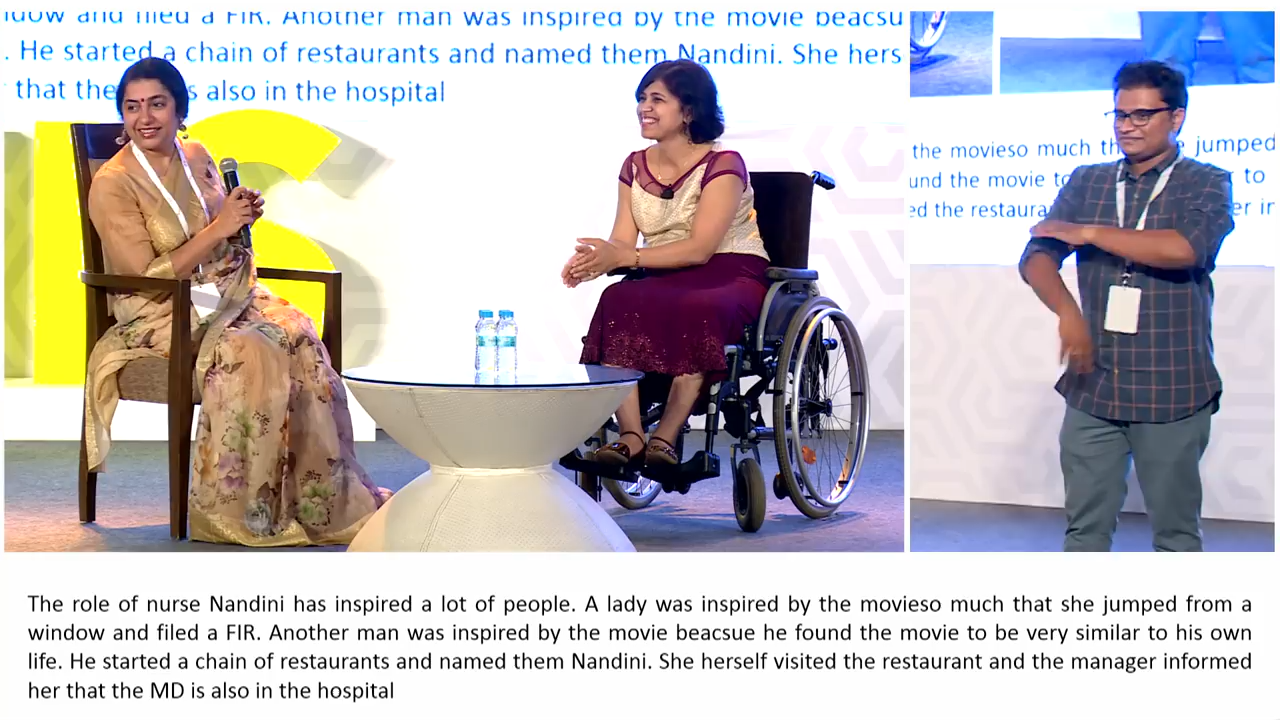 ndow and filed a FIR. Another man was inspired by the movie beacsu
. He started a chain of restaurants and named them Nandini. She hers
that the s also in the hospital
S
the movieso much th e jumped
und the movie to r to
ed the restaura er in
The role of nurse Nandini has inspired a lot of people. A lady was inspired by the movieso much that she jumped from a
window and filed a FIR. Another man was inspired by the movie beacsue he found the movie to be very similar to his own
life. He started a chain of restaurants and named them Nandini. She herself visited the restaurant and the manager informed
her that the MD is also in the hospital